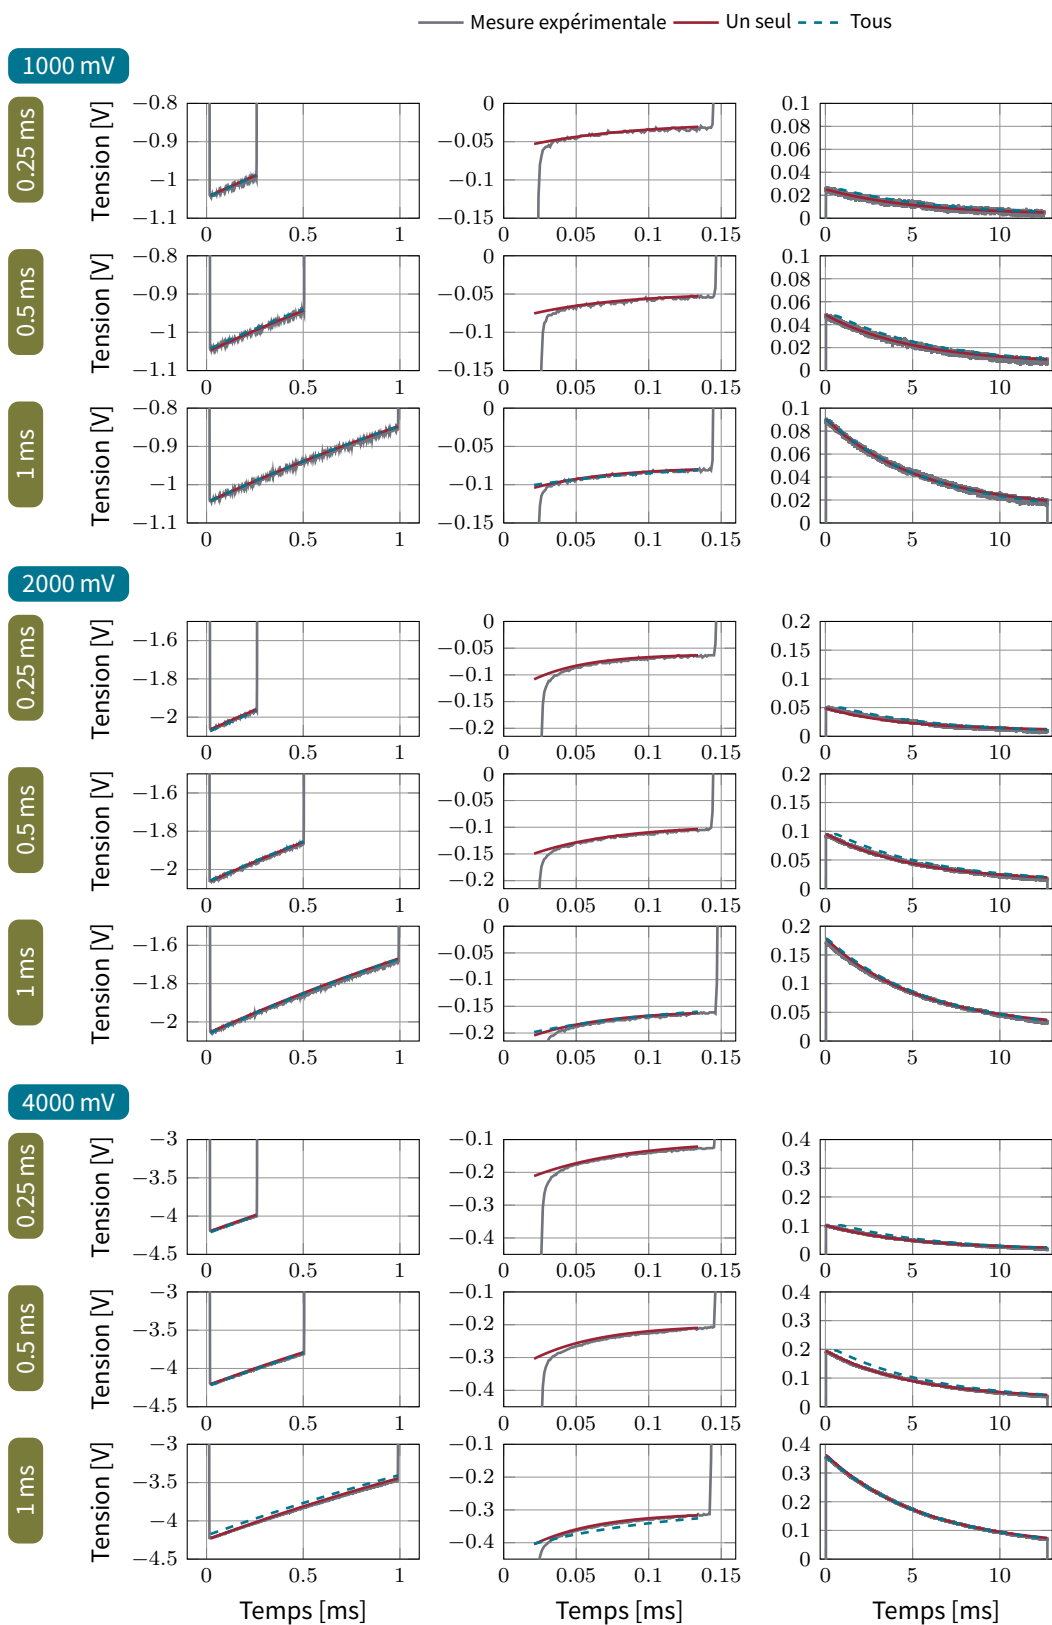 Mesure expérimentale Un seul Tous
1000 mV
0.25 ms
Tension [V]
−0.8
−0.9
−1
−1.1
0 0.5 1
0
−0.05
−0.1
−0.15
0 0.05 0.1 0.15
0.1
0.08
0.06
0.04
0.02
0
0 5 10
0.5 ms
Tension [V]
−0.8
−0.9
−1
−1.1
0 0.5 1
0
−0.05
−0.1
−0.15
0 0.05 0.1 0.15
0.1
0.08
0.06
0.04
0.02
0
0 5 10
1 ms
Tension [V]
−0.8
−0.9
−1
−1.1
0 0.5 1
0
−0.05
−0.1
−0.15
0 0.05 0.1 0.15
0.1
0.08
0.06
0.04
0.02
0
0 5 10
2000 mV
0.25 ms
Tension [V]
−1.6
−1.8
−2
0 0.5 1
0
−0.05
−0.1
−0.15
−0.2
0 0.05 0.1 0.15
0.2
0.15
0.1
0.05
0
0 5 10
0.5 ms
Tension [V]
−1.6
−1.8
−2
0 0.5 1
0
−0.05
−0.1
−0.15
−0.2
0 0.05 0.1 0.15
0.2
0.15
0.1
0.05
0
0 5 10
1 ms
Tension [V]
−1.6
−1.8
−2
0 0.5 1
0
−0.05
−0.1
−0.15
−0.2
0 0.05 0.1 0.15
0.2
0.15
0.1
0.05
0
0 5 10
4000 mV
0.25 ms
Tension [V]
−3
−3.5
−4
−4.5
0 0.5 1
−0.1
−0.2
−0.3
−0.4
0 0.05 0.1 0.15
0.4
0.3
0.2
0.1
0
0 5 10
0.5 ms
Tension [V]
−3
−3.5
−4
−4.5
0 0.5 1
−0.1
−0.2
−0.3
−0.4
0 0.05 0.1 0.15
0.4
0.3
0.2
0.1
0
0 5 10
1 ms
Tension [V]
−3
−3.5
−4
−4.5
0 0.5 1
−0.1
−0.2
−0.3
−0.4
0 0.05 0.1 0.15
0.4
0.3
0.2
0.1
0
0 5 10
Temps [ms] Temps [ms] Temps [ms]